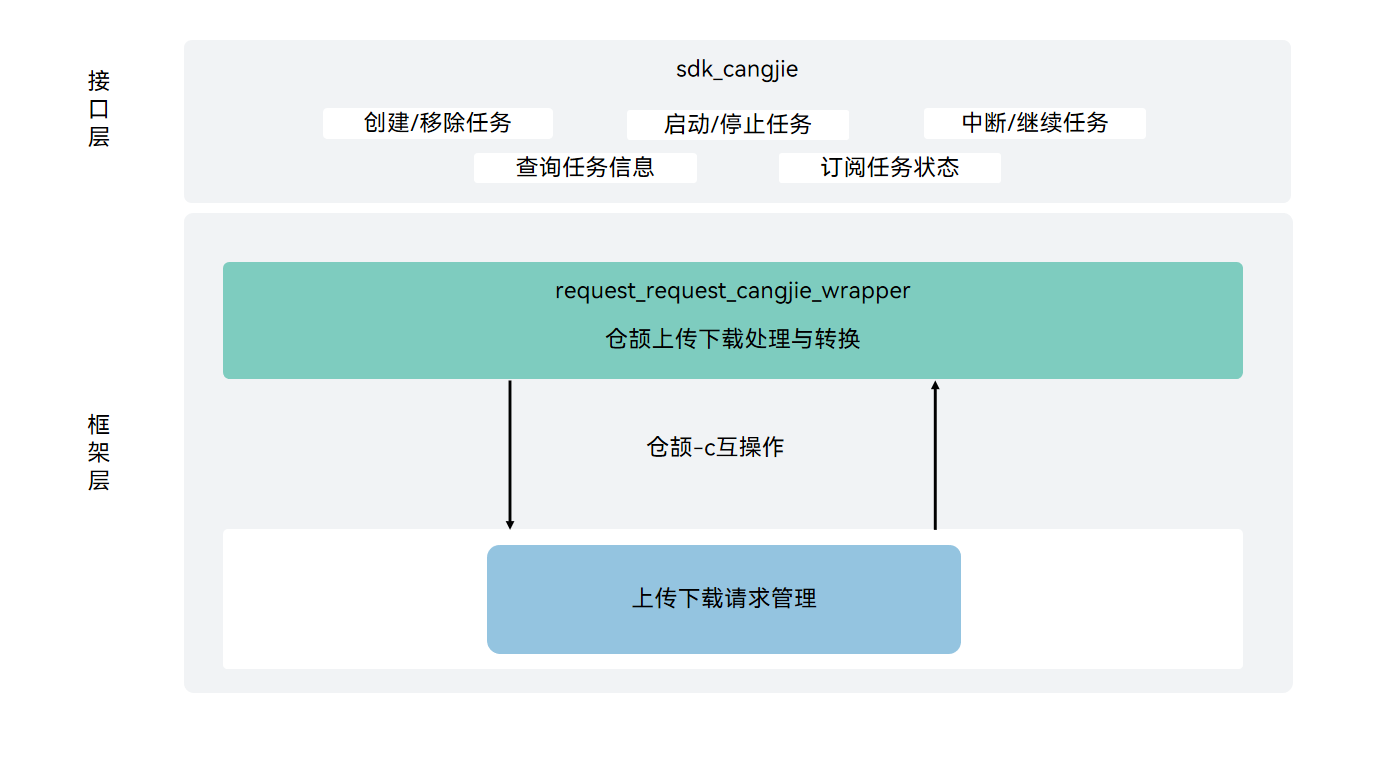 接口层
sdk_cangjie
创建/移除任务
启动/停止任务
中断/继续任务
查询任务信息
订阅任务状态
框架层
request_request_cangjie_wrapper
仓颉上传下载处理与转换
仓颉-c互操作
上传下载请求管理